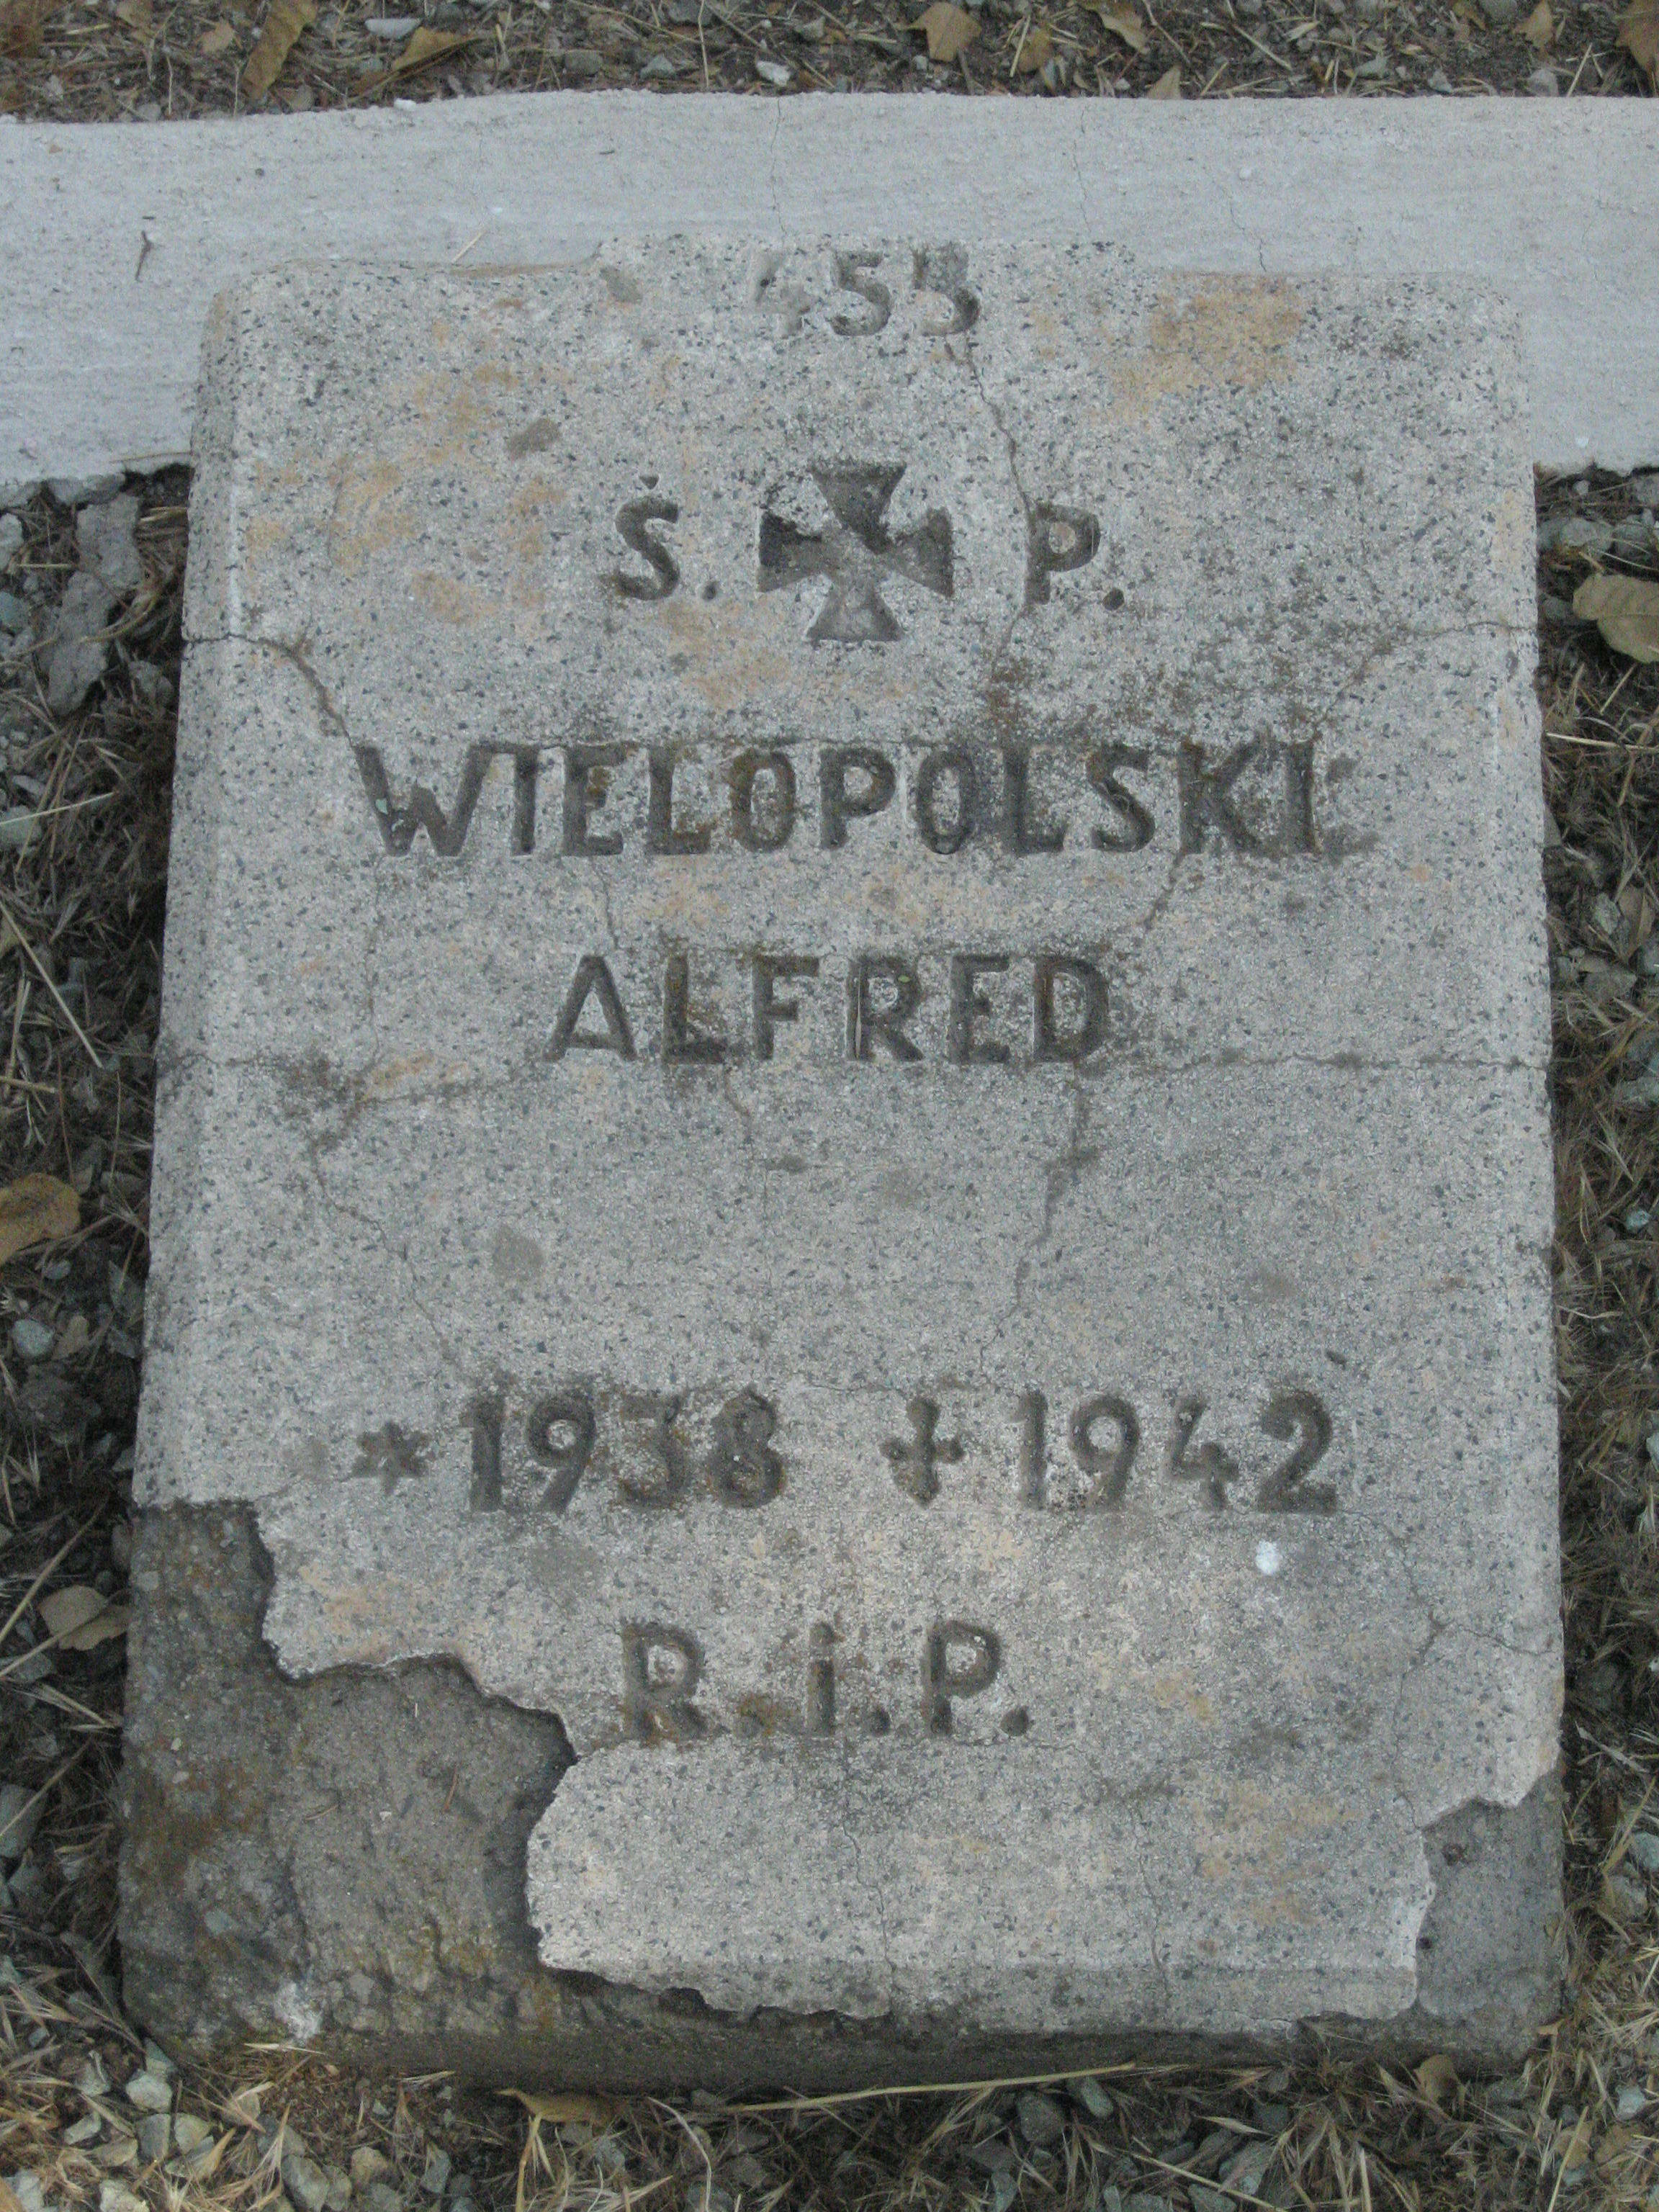 453
Ś. P.
WIELOPOLSKI
ALFRED
* 1938 ✝ 1942
R.i.P.